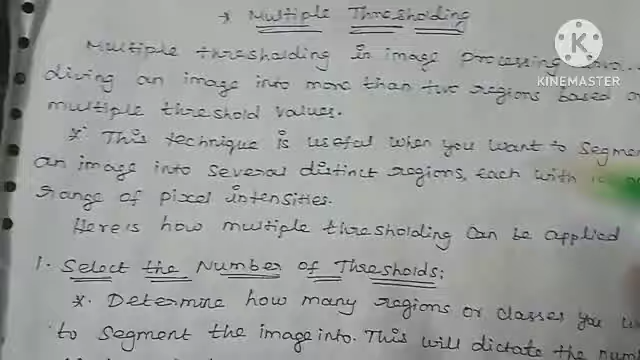 * Multiple Thresholding
Multiple thresholding in image processing
diving an image into more than two regions based on
multiple threshold values.
* This technique is useful when you want to segmen
an image into several distinct regions, each with
range of pixel intensities.
Here is how multiple thresholding can be applied
1. Select the Number of Thresholds:
* Determine how many regions or classes you
to segment the image into. This will dictate the num
K
KINEMASTER